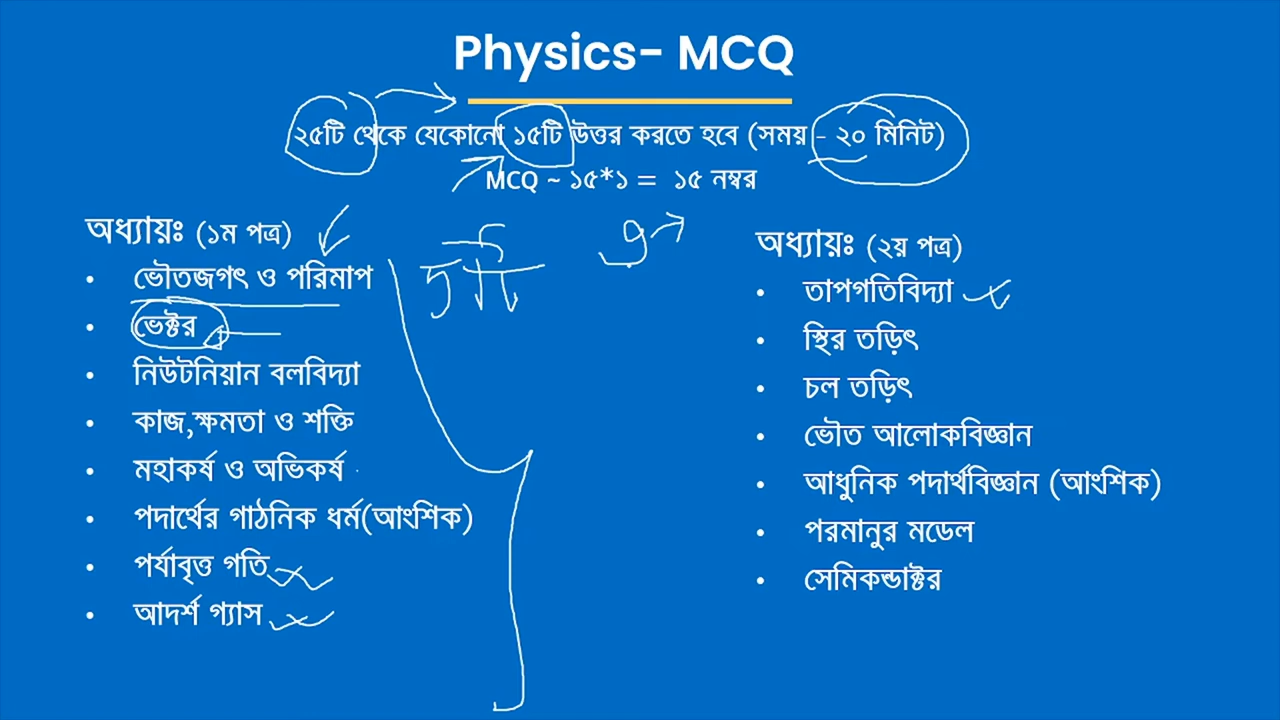 Physics- MCQ
২৫টি থেকে যেকোনো ১৫টি উত্তর করতে হবে (সময় - ২০ মিনিট)
MCQ ~ ১৫*১ = ১৫ নম্বর
অধ্যায়ঃ (১ম পত্র)
• ভৌতজগৎ ও পরিমাপ
• ভেক্টর
• নিউটনিয়ান বলবিদ্যা
• কাজ,ক্ষমতা ও শক্তি
• মহাকর্ষ ও অভিকর্ষ
• পদার্থের গাঠনিক ধর্ম(আংশিক)
• পর্যাবৃত্ত গতি
• আদর্শ গ্যাস
অধ্যায়ঃ (২য় পত্র)
• তাপগতিবিদ্যা
• স্থির তড়িৎ
• চল তড়িৎ
• ভৌত আলোকবিজ্ঞান
• আধুনিক পদার্থবিজ্ঞান (আংশিক)
• পরমানুর মডেল
• সেমিকন্ডাক্টর